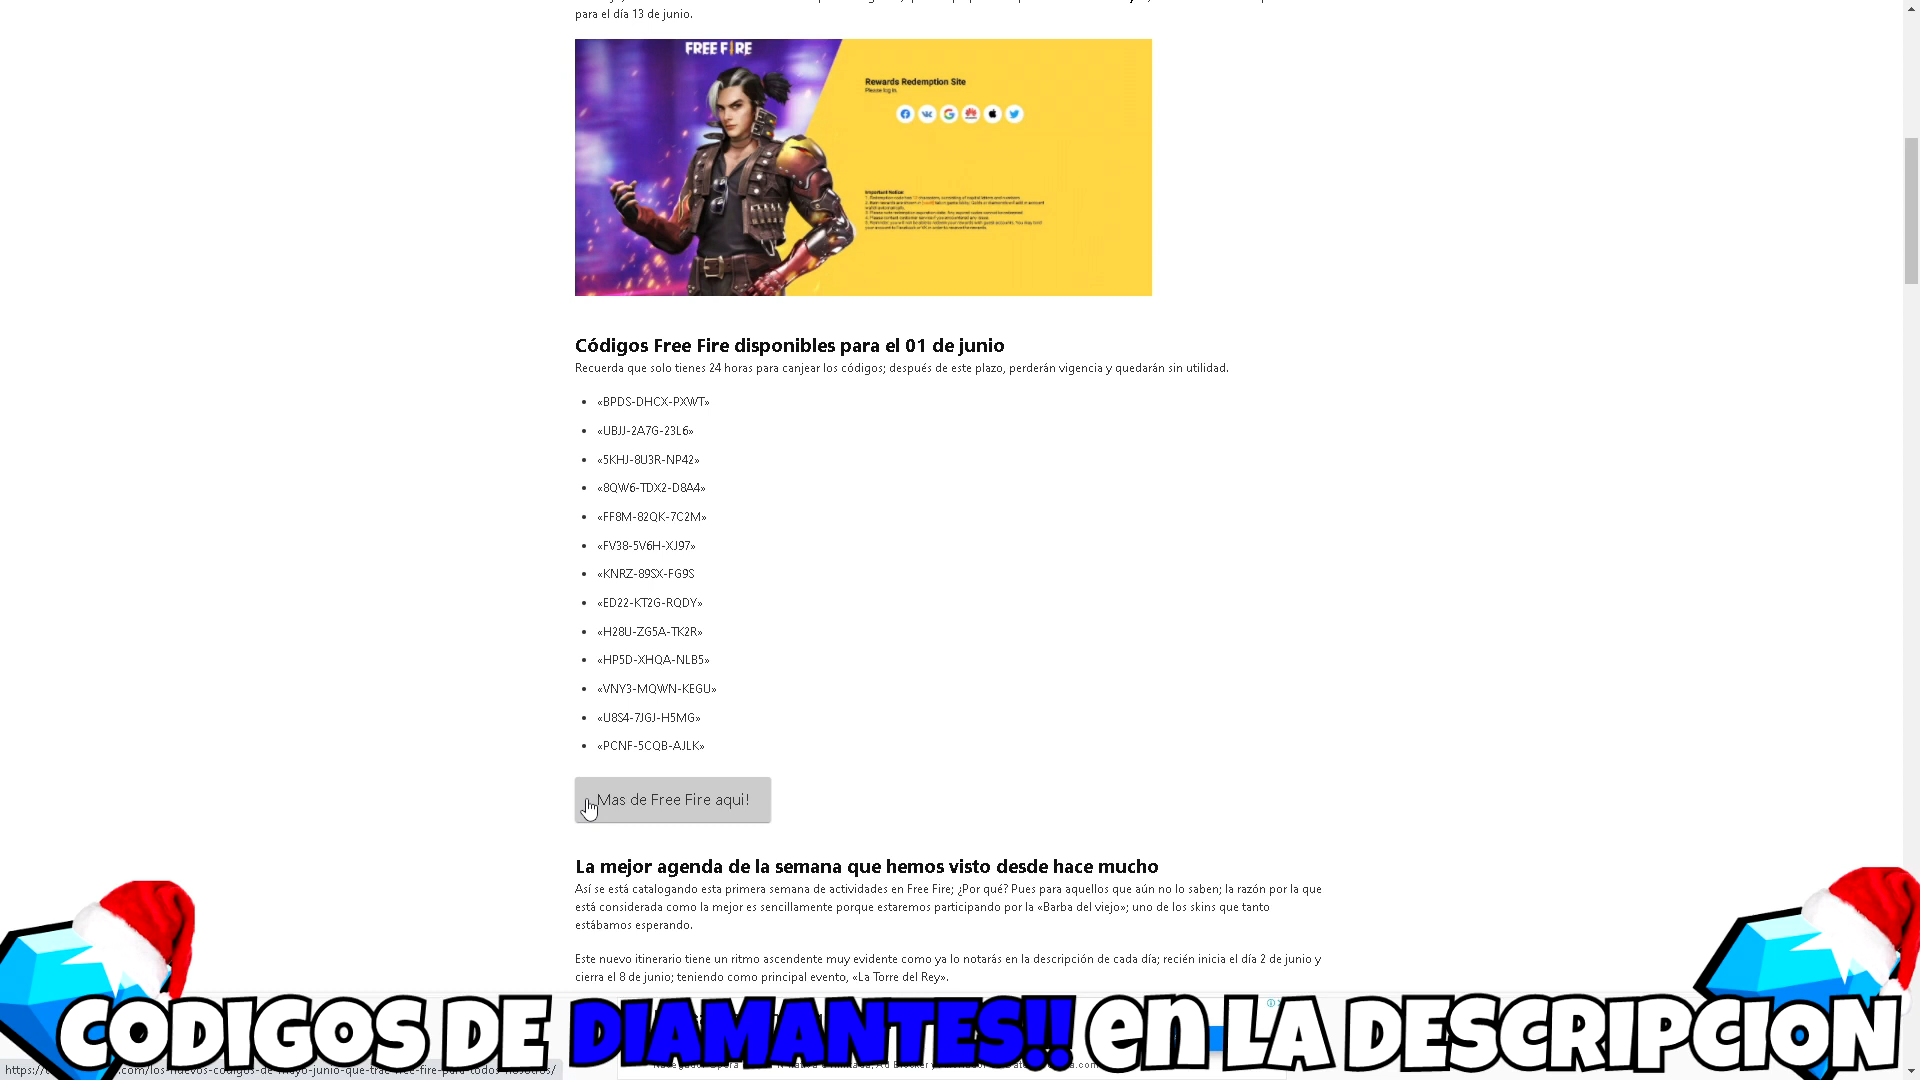 para el día 13 de junio.
FREE FIRE
Rewards Redemption Site
Please log in.
Important Notice:
Códigos Free Fire disponibles para el 01 de junio
Recuerda que solo tienes 24 horas para canjear los códigos; después de este plazo, perderán vigencia y quedarán sin utilidad.
«BPDS-DHCX-PXWT»
«UBJJ-2A7G-23L6»
«5KHJ-8U3R-NP42»
«8QW6-TDX2-D8A4»
«FF8M-82QK-7C2M»
«FV38-5V6H-XJ97»
«KNRZ-89SX-FG9S
«ED22-KT2G-RQDY»
«H28U-ZG5A-TK2R»
«HP5D-XHQA-NLB5»
«VNY3-MQWN-KEGU»
«U8S4-7JGJ-H5MG»
«PCNF-5CQB-AJLK»
Mas de Free Fire aqui!
La mejor agenda de la semana que hemos visto desde hace mucho
Así se está catalogando esta primera semana de actividades en Free Fire; ¿Por qué? Pues para aquellos que aún no lo saben; la razón por la que
está considerada como la mejor es sencillamente porque estaremos participando por la «Barba del viejo»; uno de los skins que tanto
estábamos esperando.
Este nuevo itinerario tiene un ritmo ascendente muy evidente como ya lo notarás en la descripción de cada día; recién inicia el día 2 de junio y
cierra el 8 de junio; teniendo como principal evento, «La Torre del Rey».
CODIGOS DE DIAMANTES!! en LA DESCRIPCION